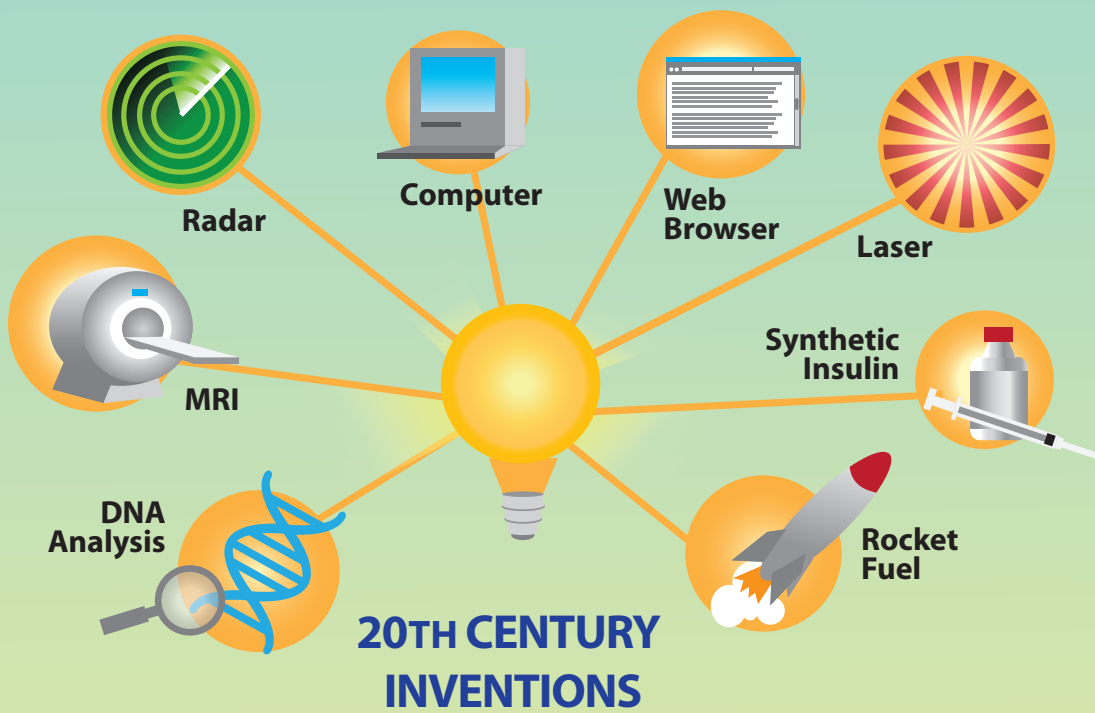 Radar
Computer
Web
Browser
Laser
MRI
Synthetic
Insulin
DNA
Analysis
Rocket
Fuel
20TH CENTURY
INVENTIONS